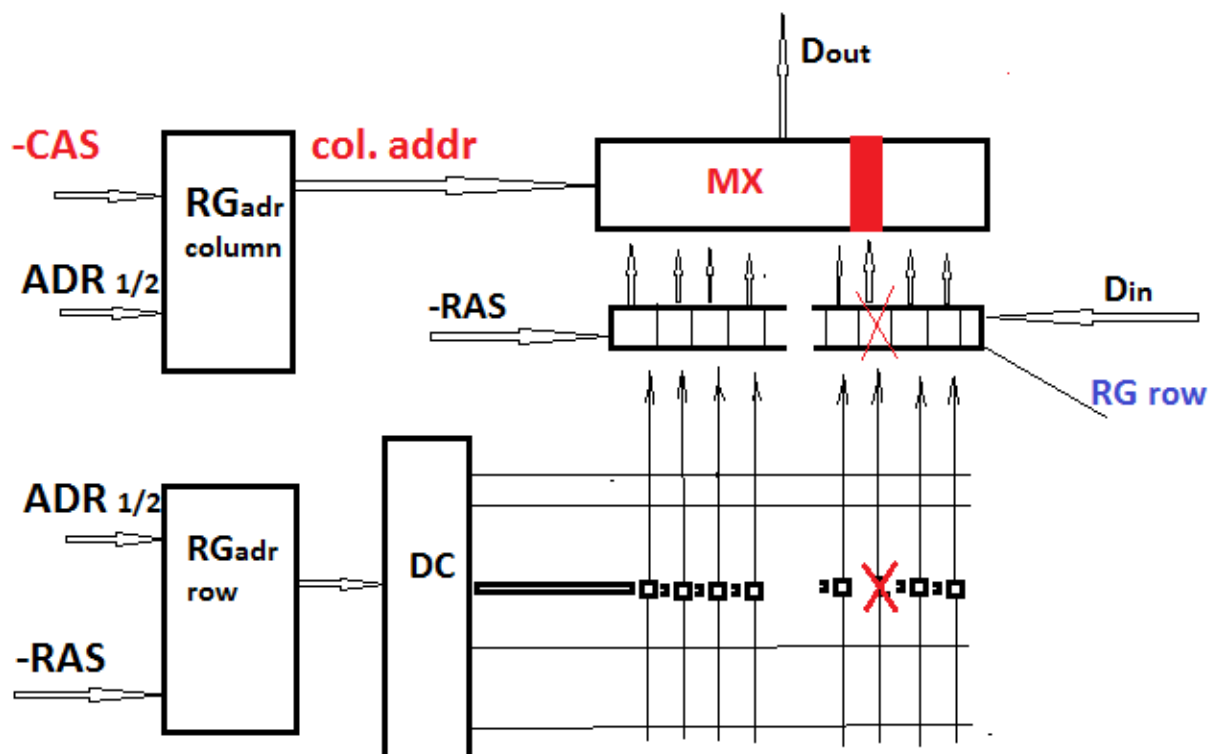 Dout
-CAS
col. addr
MX
RGadr
column
ADR 1/2
-RAS
Din
RG row
ADR 1/2
RGadr
row
DC
-RAS